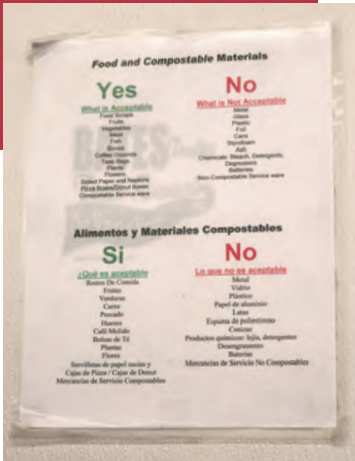 Food and Compostable Materials
Yes
What is Acceptable
Food Scraps
Fruits
Vegetables
Meat
Fish
Bones
Coffee Grounds
Teas Bags
Plants
Flowers
Soiled Paper and Napkins
Pizza Boxes/Donut Boxes
Compostable Service ware
No
What is Not Acceptable
Metal
Glass
Plastic
Foil
Cans
Styrofoam
Ash
Chemicals: Bleach, Detergents,
Degreasers
Batteries
Non-Compostable Service ware
BATES
Alimentos y Materiales Compostables
Si
¿Qué es aceptable
Restos De Comida
Frutas
Verduras
Carne
Pescado
Huesos
Café Molido
Bolsas de Té
Plantas
Flores
Servilletas de papel sucias y
Cajas de Pizza / Cajas de Donut
Mercancías de Servicio Compostables
No
Lo que no es aceptable
Metal
Vidrio
Plástico
Papel de aluminio
Latas
Espuma de poliestireno
Cenizas
Productos químicos: lejía, detergentes
Desengrasantes
Baterías
Mercancías de Servicio No Compostables